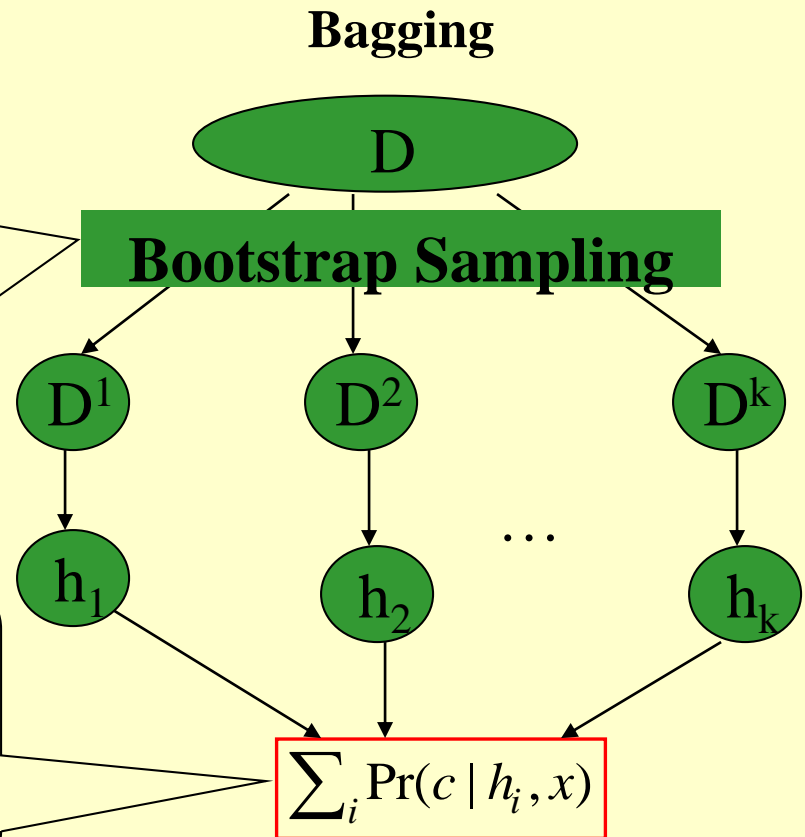 Bagging
D
Bootstrap Sampling
D¹ D² Dᵏ
…
h₁ h₂ hₖ
∑ᵢ Pr(c | hᵢ, x)